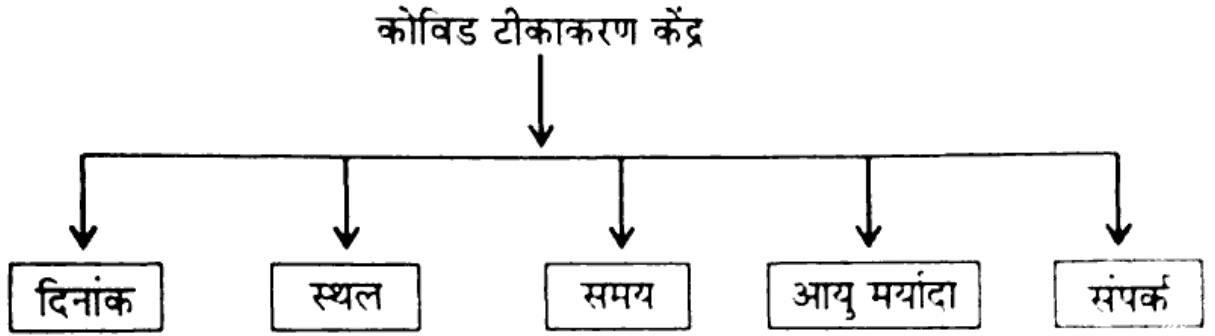 कोविड टीकाकरण केंद्र
दिनांक
स्थल
समय
आयु मर्यादा
संपर्क